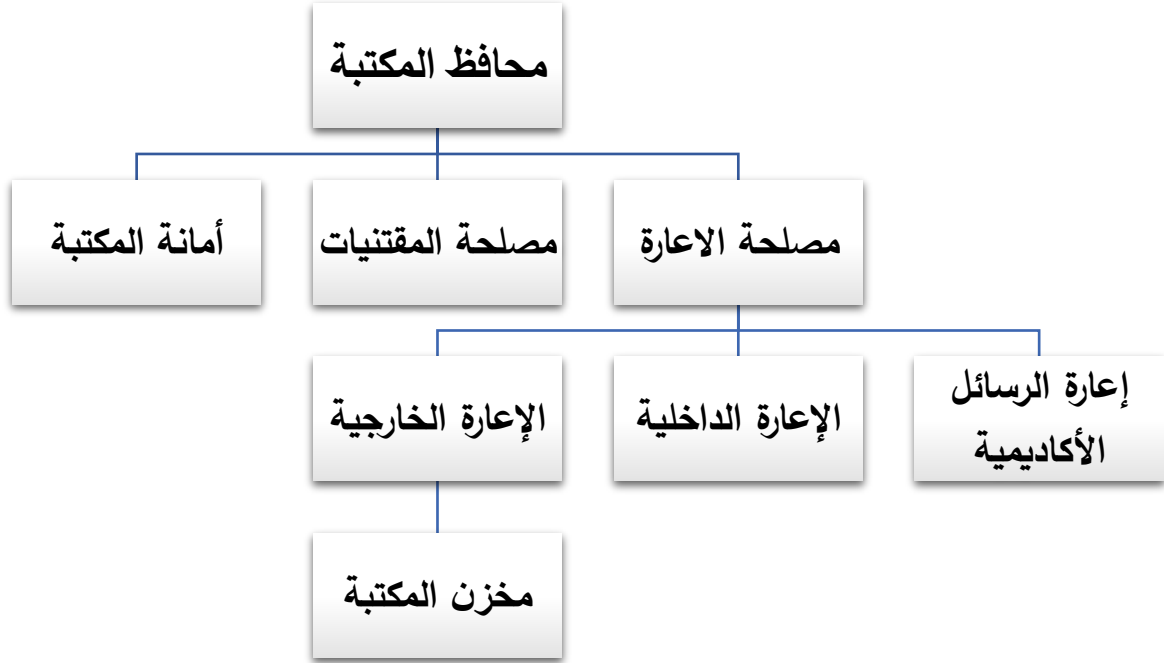 محافظ المكتبة
مصلحة الاعارة
مصلحة المقتنيات
أمانة المكتبة
إعارة الرسائل
الأكاديمية
الإعارة الداخلية
الإعارة الخارجية
مخزن المكتبة